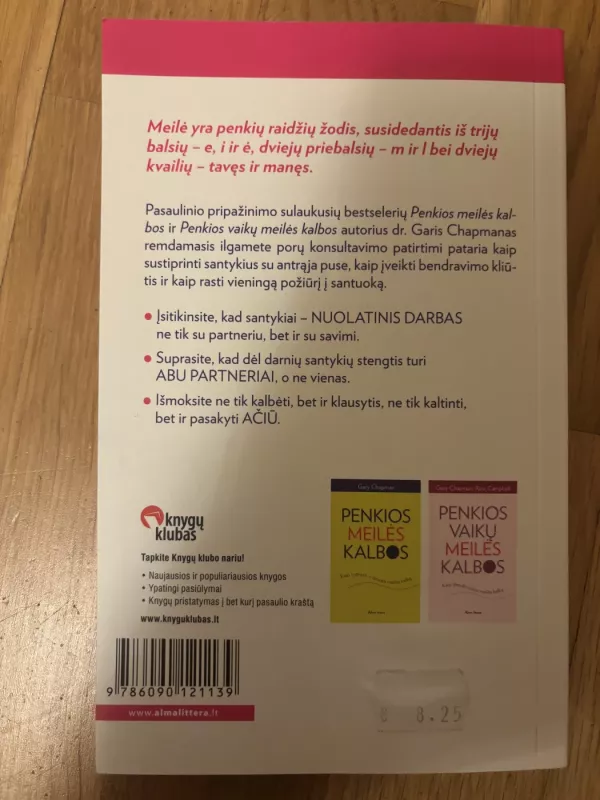 Meilė yra penkių raidžių žodis, susidedantis iš trijų
balsių – e, i ir ė, dviejų priebalsių – m ir l bei dviejų
kvailių – tavęs ir manęs.
Pasaulinio pripažinimo sulaukusių bestselerių Penkios meilės kal-
bos ir Penkios vaikų meilės kalbos autorius dr. Garis Chapmanas
remdamasis ilgamete porų konsultavimo patirtimi pataria kaip
sustiprinti santykius su antrąja puse, kaip įveikti bendravimo kliū-
tis ir kaip rasti vieningą požiūrį į santuoką.
• Įsitikinsite, kad santykiai – NUOLATINIS DARBAS
ne tik su partneriu, bet ir su savimi.
• Suprasite, kad dėl darnių santykių stengtis turi
ABU PARTNERIAI, o ne vienas.
• Išmoksite ne tik kalbėti, bet ir klausytis, ne tik kaltinti,
bet ir pasakyti AČIŪ.
knygų
klubas
Tapkite Knygų klubo nariu!
• Naujausios ir populiariausios knygos
• Ypatingi pasiūlymai
• Knygų pristatymas į bet kurį pasaulio kraštą
www.knyguklubas.lt
Gary Chapman
PENKIOS
MEILĖS
KALBOS
PENKIOS
VAIKŲ
MEILĖS
KALBOS
9 786090 121139
www.almalittera.lt
8.25